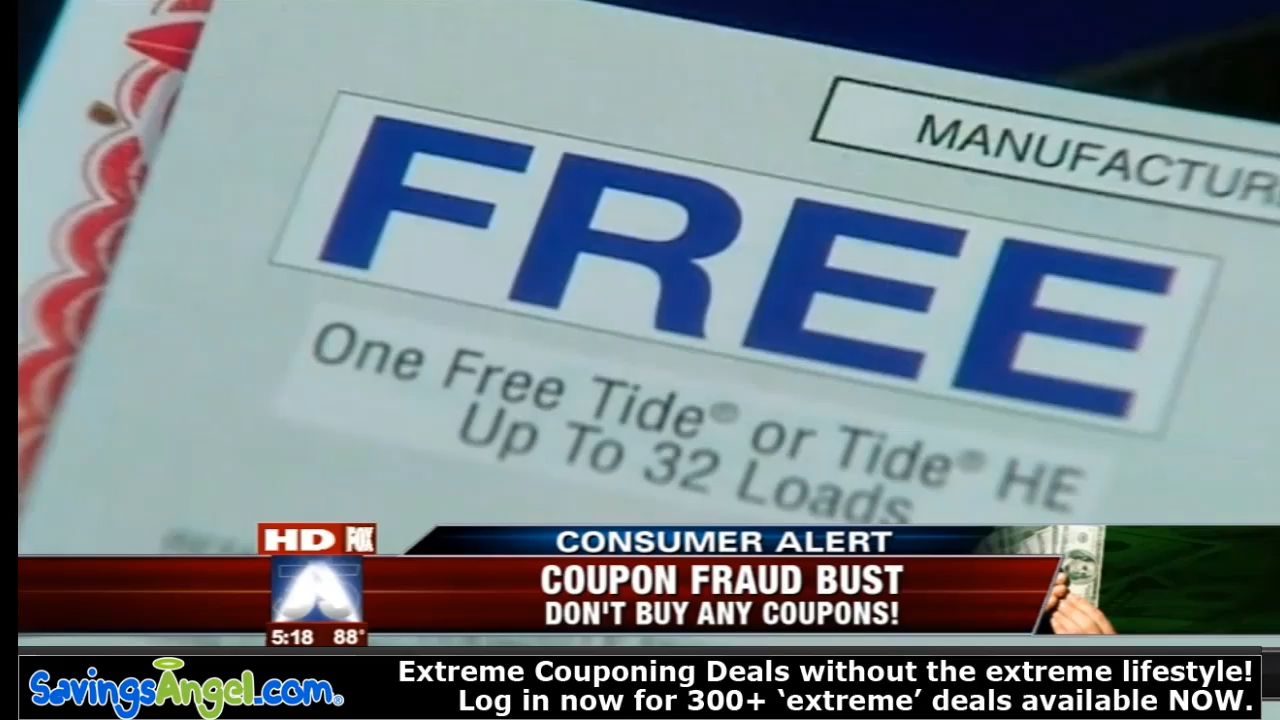 MANUFACTUR
FREE
One Free Tide® or Tide® HE
Up To 32 Loads
HD FOX
CONSUMER ALERT
COUPON FRAUD BUST
DON'T BUY ANY COUPONS!
5:18 88°
SavingsAngel.com®
Extreme Couponing Deals without the extreme lifestyle!
Log in now for 300+ ‘extreme’ deals available NOW.